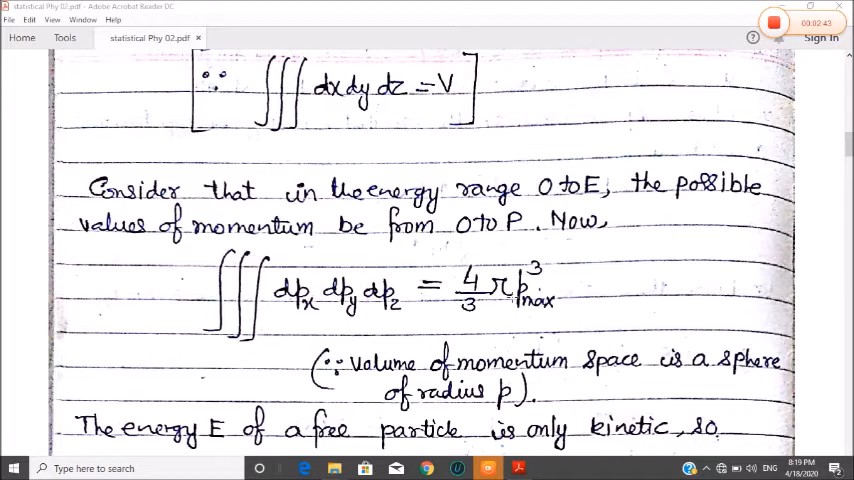 statistical Phy 02.pdf - Adobe Acrobat Reader DC
File Edit View Window Help
00:02:43
Home Tools statistical Phy 02.pdf × Sign In
∵ ∭ dx dy dz = V
Consider that in the energy range 0 to E, the possible
values of momentum be from 0 to P. Now,
∭ dpx dpy dpz = 4/3 π p³max
(∵ volume of momentum space is a sphere
of radius p).
The energy E of a free particle is only kinetic, so
Type here to search
ENG
8:19 PM
4/18/2020
2